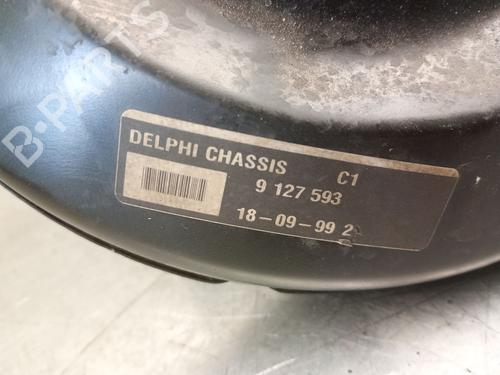 B-PARTS
DELPHI CHASSIS C1
9 127 593
18-09-99 2